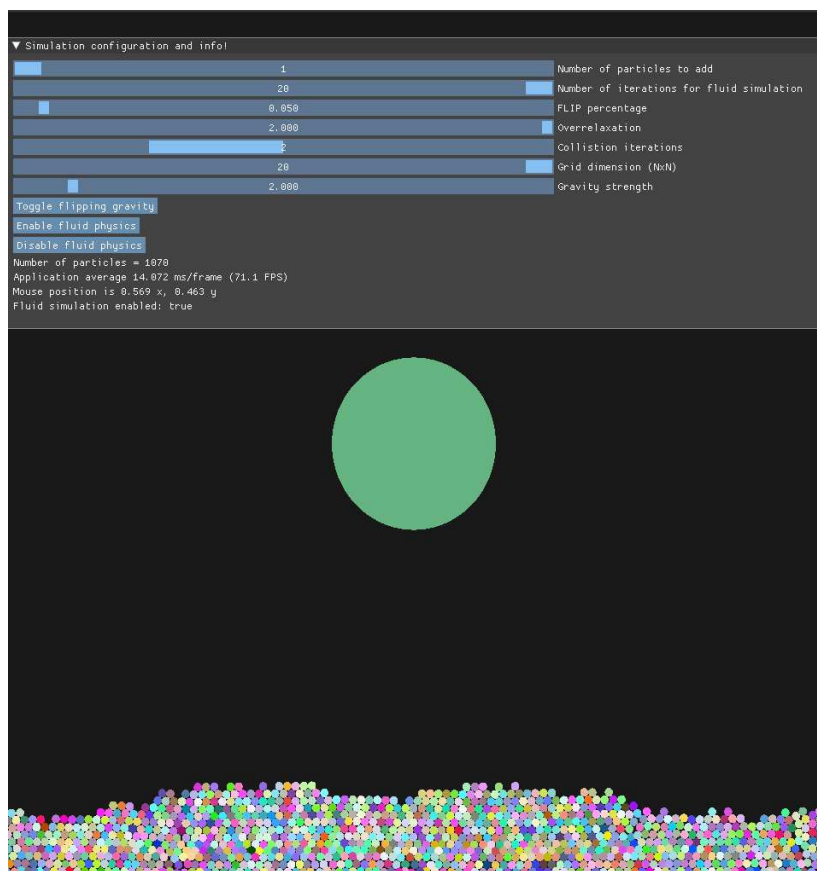 ▼ Simulation configuration and info!
1 Number of particles to add
20 Number of iterations for fluid simulation
0.050 FLIP percentage
2.000 Overrelaxation
2 Collistion iterations
20 Grid dimension (NxN)
2.000 Gravity strength
Toggle flipping gravity
Enable fluid physics
Disable fluid physics
Number of particles = 1070
Application average 14.072 ms/frame (71.1 FPS)
Mouse position is 0.569 x, 0.463 y
Fluid simulation enabled: true